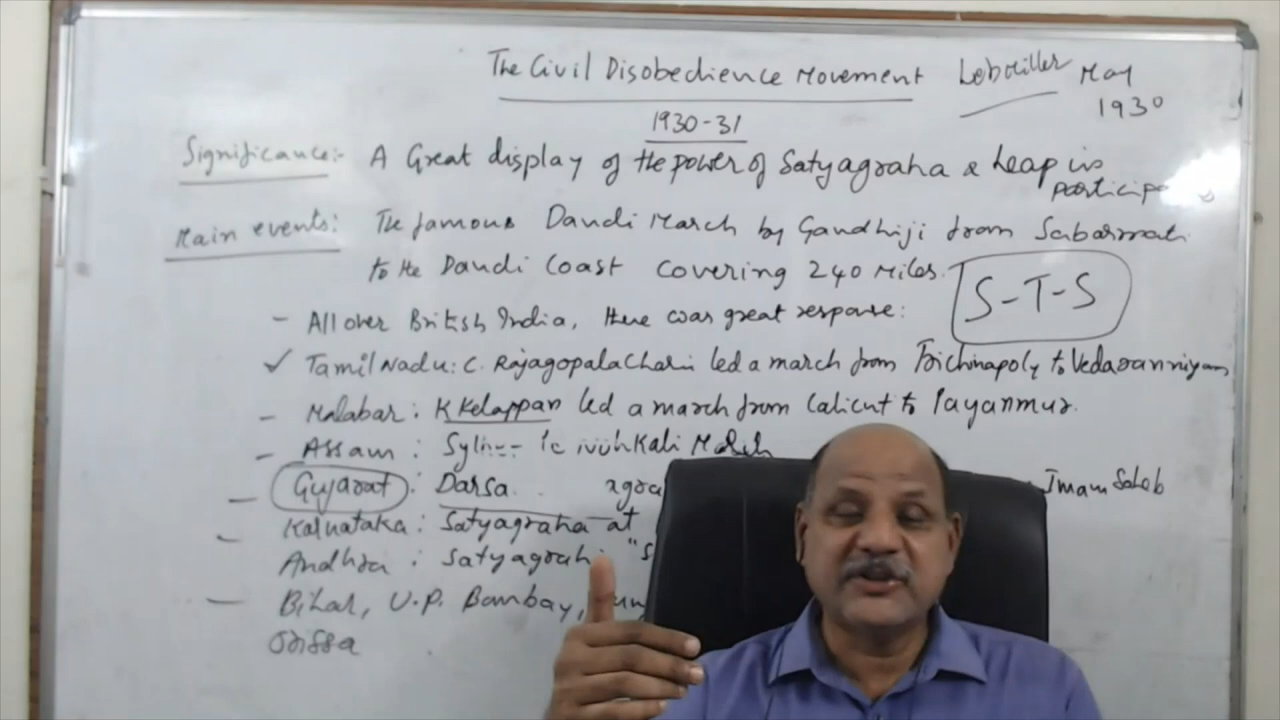 The Civil Disobedience Movement
May 1930
1930-31
Significance:- A Great display of the power of Satyagraha & Leap in
Main events: The famous Dandi March by Gandhiji from Sabarmati
to the Dandi Coast covering 240 Miles.
S-T-S
- All over British India, there was great response:
✓ Tamil Nadu: C. Rajagopalachari led a march from Trichinapoly to Vedaranniyam
- Malabar: K Kelappan led a march from Calicut to Payanmur.
- Assam:
- Gujarat: Imam Saheb
- Karnataka: Satyagraha at
Andhra:
- Bihar, U.P. Bombay,
Orissa